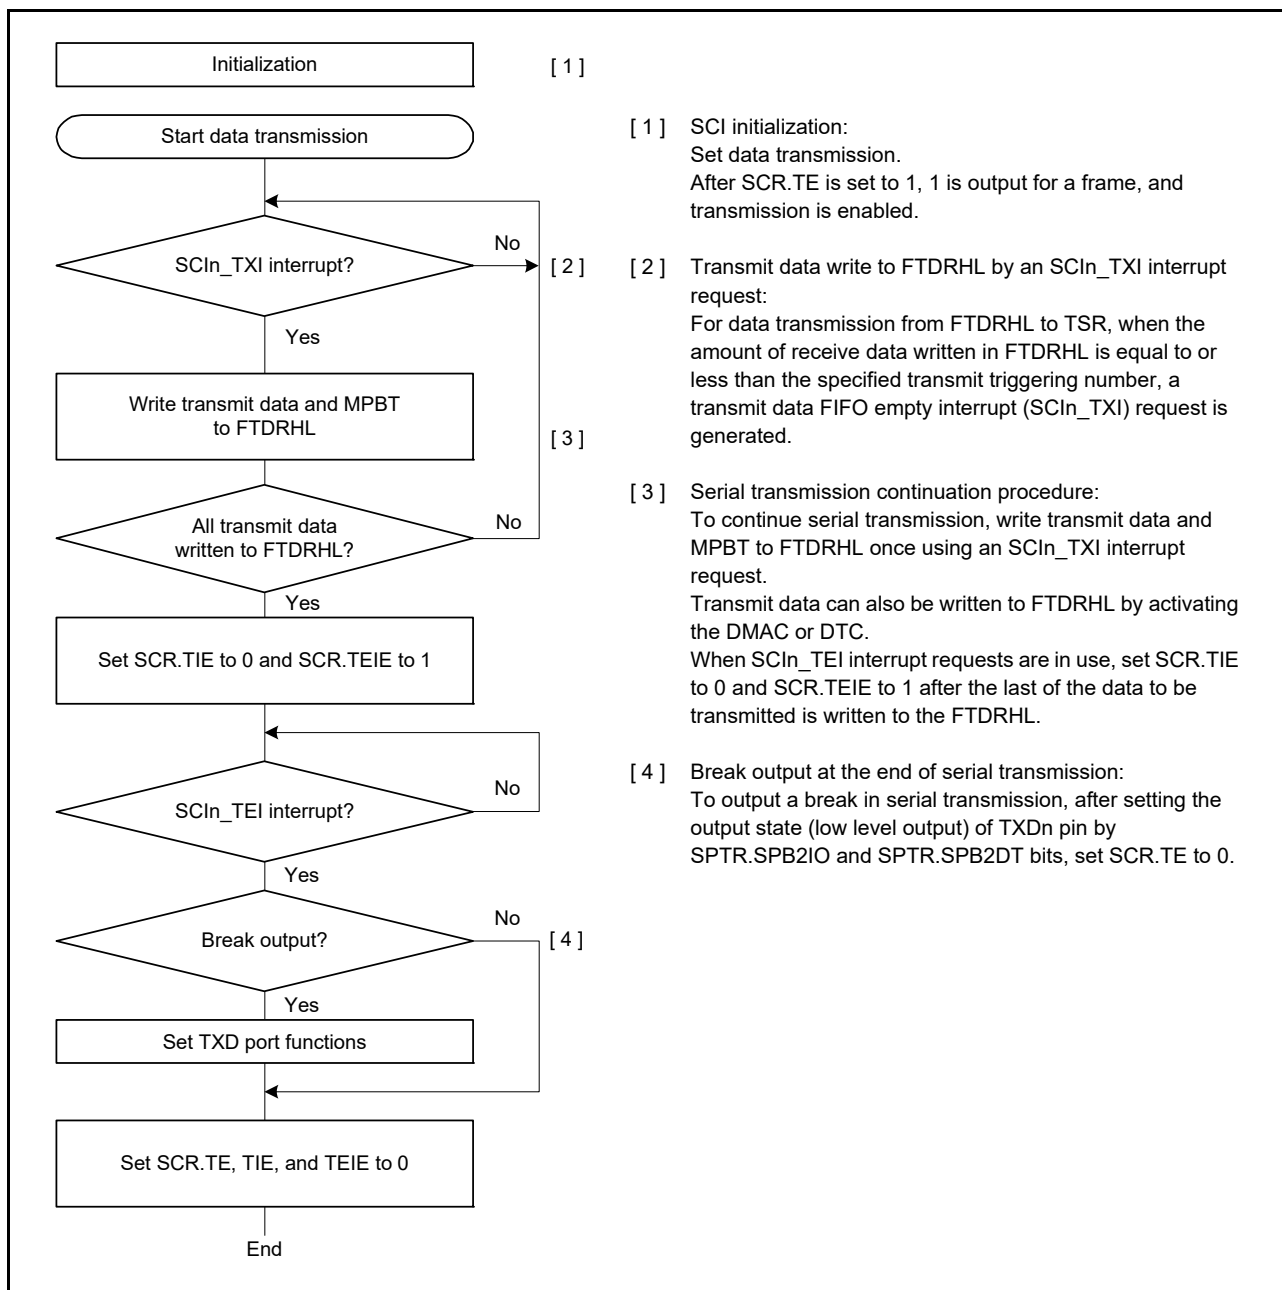 Initialization
[ 1 ]
Start data transmission
SCIn_TXI interrupt?
No
[ 2 ]
Yes
Write transmit data and MPBT
to FTDRHL
[ 3 ]
All transmit data
written to FTDRHL?
No
Yes
Set SCR.TIE to 0 and SCR.TEIE to 1
SCIn_TEI interrupt?
No
Yes
Break output?
No
[ 4 ]
Yes
Set TXD port functions
Set SCR.TE, TIE, and TEIE to 0
End
[ 1 ] SCI initialization:
Set data transmission.
After SCR.TE is set to 1, 1 is output for a frame, and
transmission is enabled.
[ 2 ] Transmit data write to FTDRHL by an SCIn_TXI interrupt
request:
For data transmission from FTDRHL to TSR, when the
amount of receive data written in FTDRHL is equal to or
less than the specified transmit triggering number, a
transmit data FIFO empty interrupt (SCIn_TXI) request is
generated.
[ 3 ] Serial transmission continuation procedure:
To continue serial transmission, write transmit data and
MPBT to FTDRHL once using an SCIn_TXI interrupt
request.
Transmit data can also be written to FTDRHL by activating
the DMAC or DTC.
When SCIn_TEI interrupt requests are in use, set SCR.TIE
to 0 and SCR.TEIE to 1 after the last of the data to be
transmitted is written to the FTDRHL.
[ 4 ] Break output at the end of serial transmission:
To output a break in serial transmission, after setting the
output state (low level output) of TXDn pin by
SPTR.SPB2IO and SPTR.SPB2DT bits, set SCR.TE to 0.